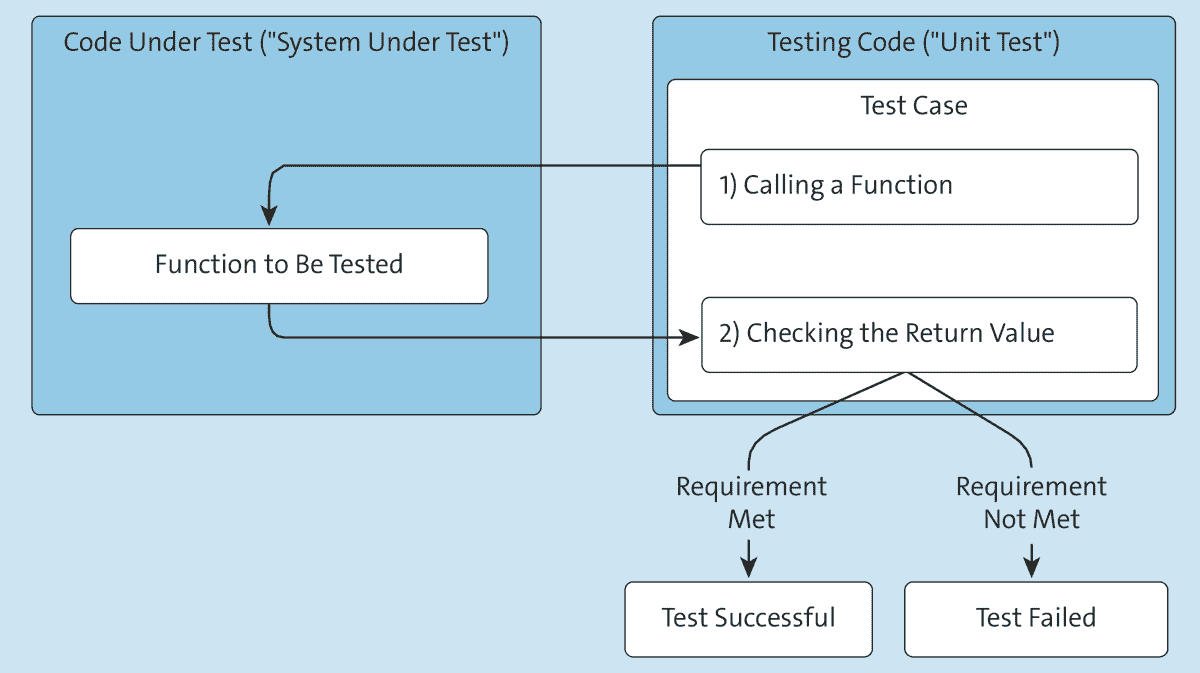 Code Under Test ("System Under Test")
Testing Code ("Unit Test")
Test Case
1) Calling a Function
Function to Be Tested
2) Checking the Return Value
Requirement
Met
Requirement
Not Met
Test Successful
Test Failed